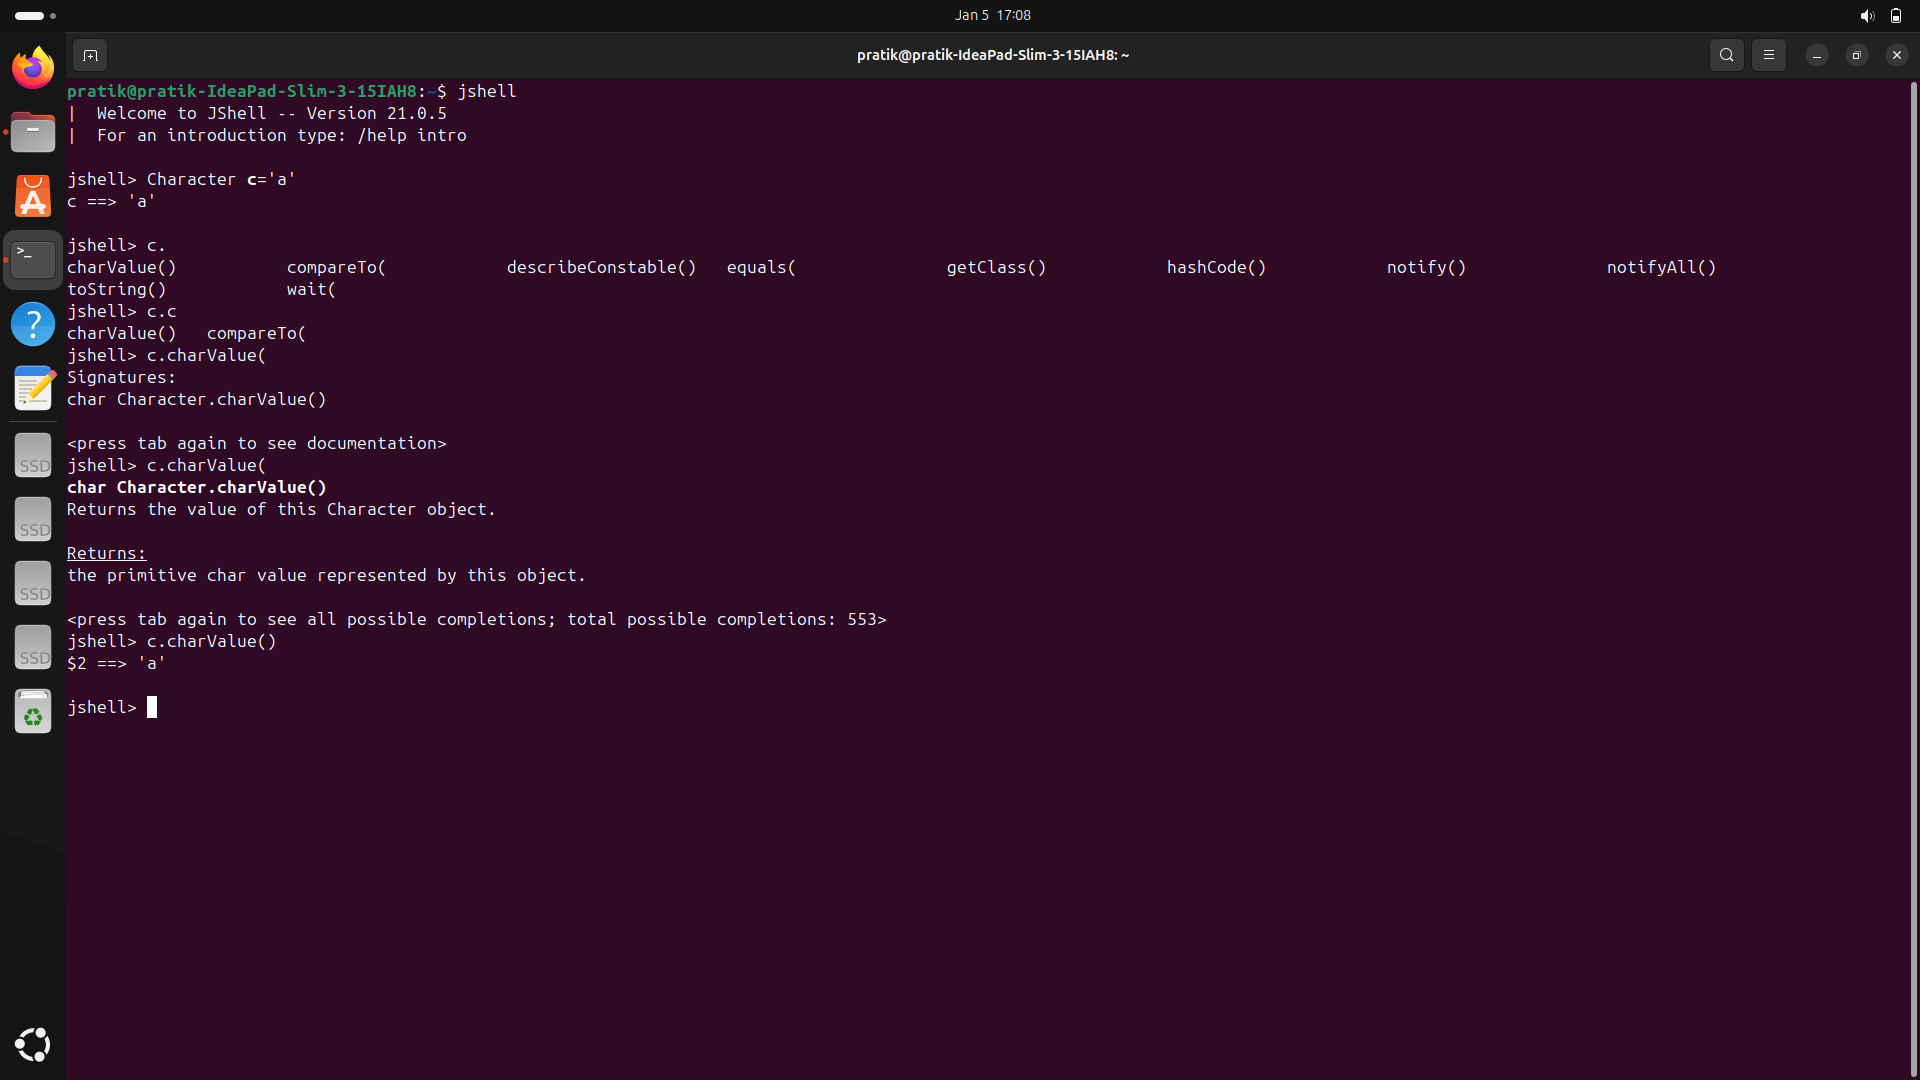 Jan 5 17:08
pratik@pratik-IdeaPad-Slim-3-15IAH8: ~
pratik@pratik-IdeaPad-Slim-3-15IAH8:~$ jshell
|  Welcome to JShell -- Version 21.0.5
|  For an introduction type: /help intro
jshell> Character c='a'
c ==> 'a'
jshell> c.
charValue()           compareTo(            describeConstable()   equals(               getClass()            hashCode()            notify()              notifyAll()
toString()            wait(
jshell> c.c
charValue()   compareTo(
jshell> c.charValue(
Signatures:
char Character.charValue()
<press tab again to see documentation>
jshell> c.charValue(
char Character.charValue()
Returns the value of this Character object.
Returns:
the primitive char value represented by this object.
<press tab again to see all possible completions; total possible completions: 553>
jshell> c.charValue()
$2 ==> 'a'
jshell>
SSD
SSD
SSD
SSD